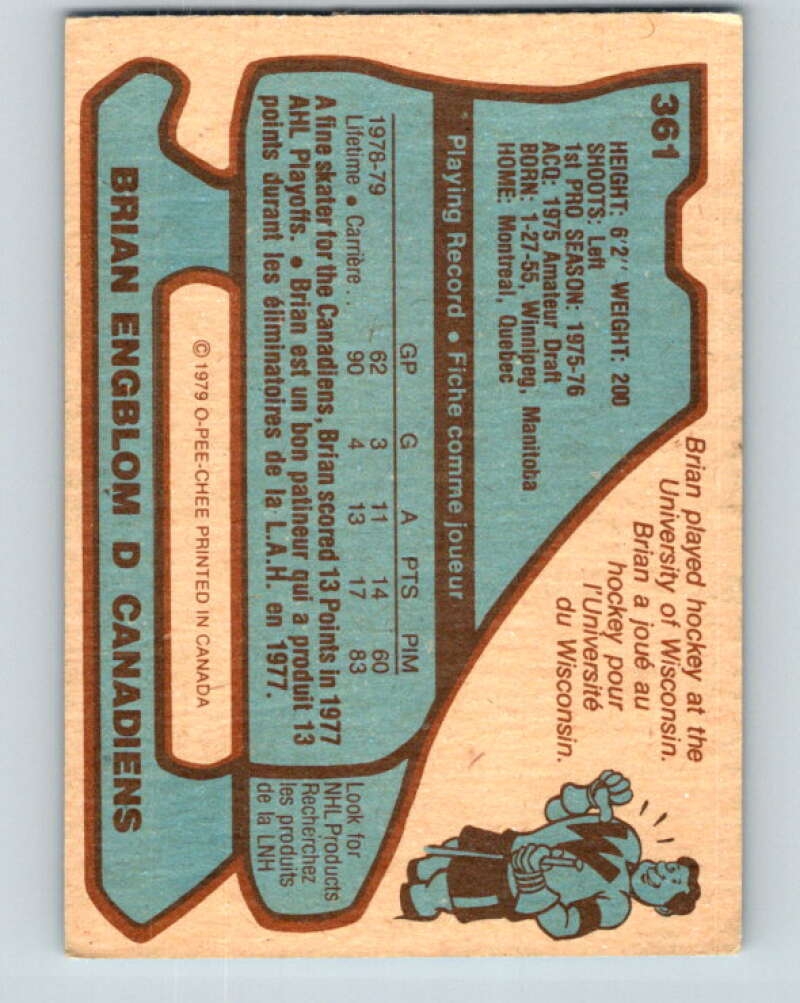 361
HEIGHT: 6'2" WEIGHT: 200
SHOOTS: Left
1st PRO SEASON: 1975-76
ACQ: 1975 Amateur Draft
BORN: 1-27-55, Winnipeg, Manitoba
HOME: Montreal, Quebec
Brian played hockey at the
University of Wisconsin.
Brian a joué au
hockey pour
l'Université
du Wisconsin.
Playing Record • Fiche comme joueur
GP G A PTS PIM
1978-79 62 3 11 14 60
Lifetime • Carrière . . 90 4 13 17 83
A fine skater for the Canadiens, Brian scored 13 Points in 1977
AHL Playoffs. • Brian est un bon patineur qui a produit 13
points durant les éliminatoires de la L.A.H. en 1977.
Look for
NHL Products
Recherchez
les produits
de la LNH
W
© 1979 O-PEE-CHEE PRINTED IN CANADA
BRIAN ENGBLOM D CANADIENS